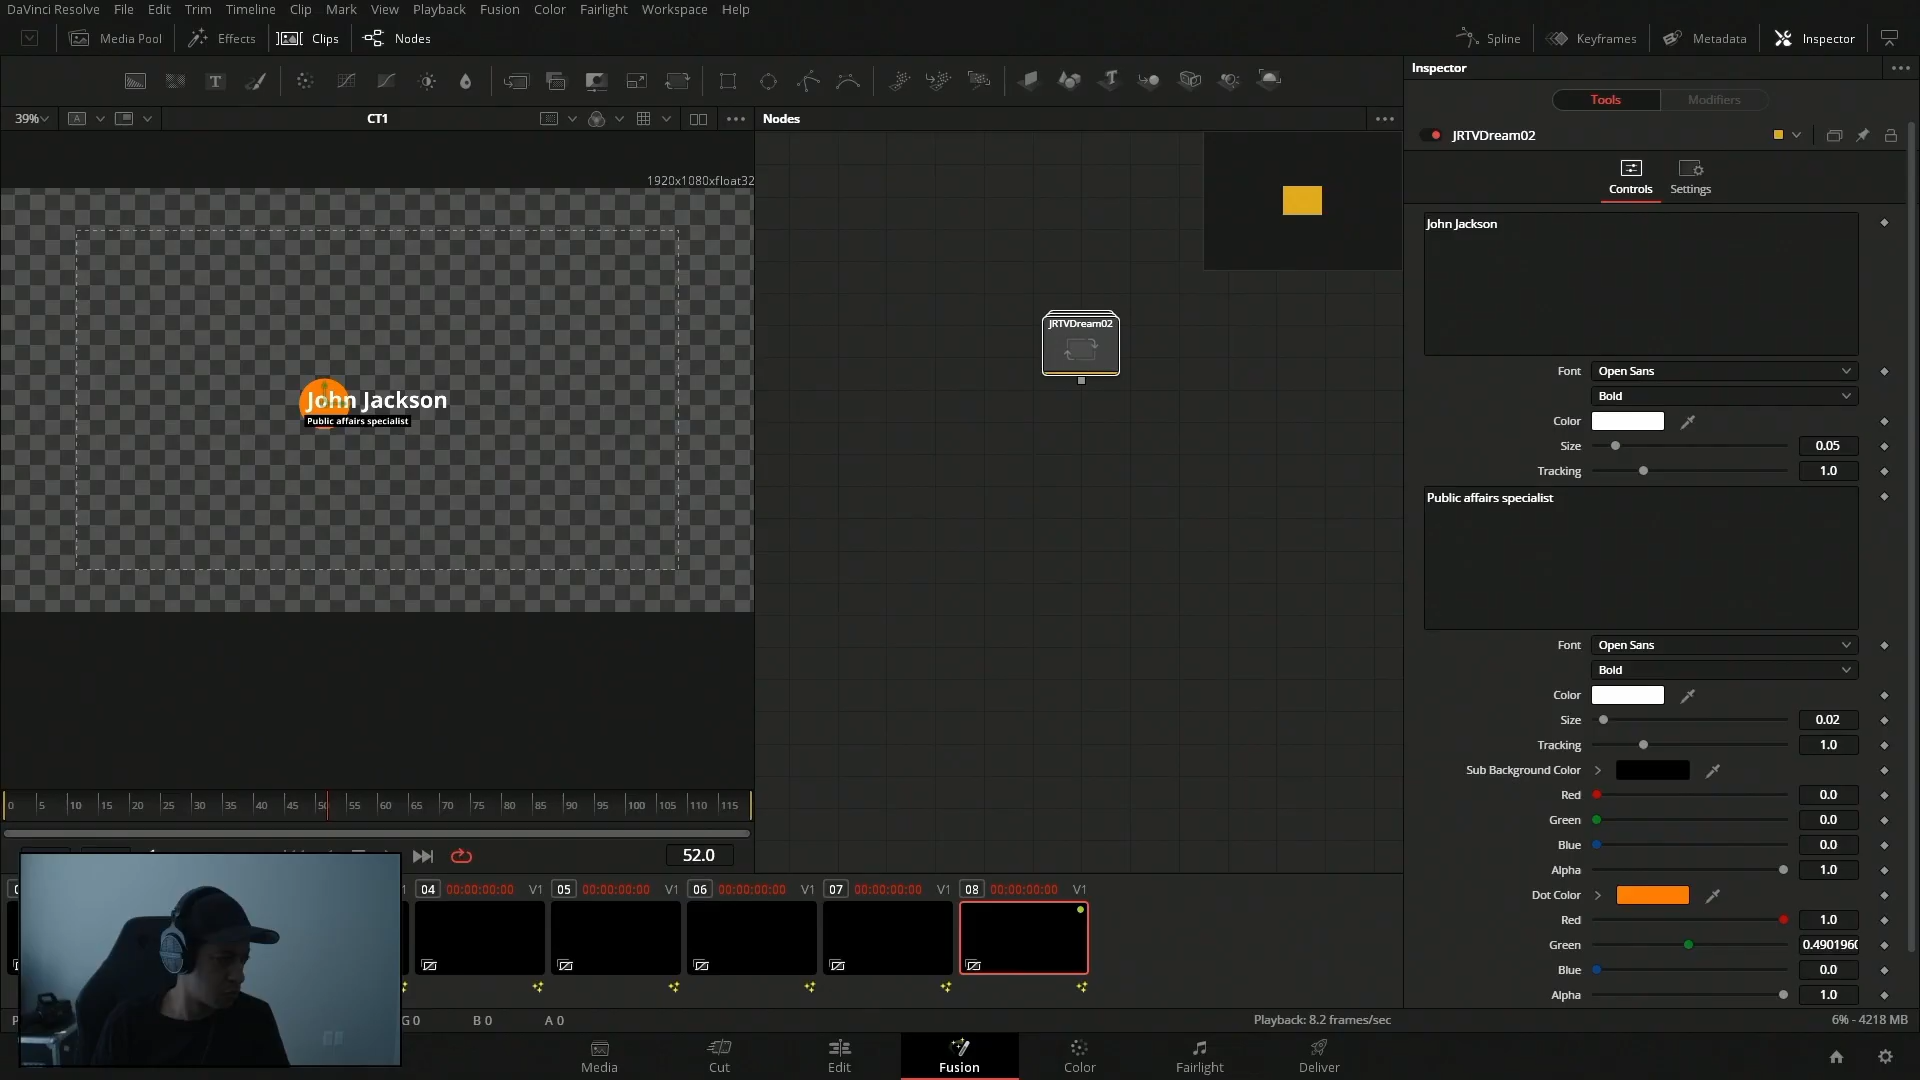 DaVinci Resolve File Edit Trim Timeline Clip Mark View Playback Fusion Color Fairlight Workspace Help
Media Pool Effects Clips Nodes Spline Keyframes Metadata Inspector
Inspector
Tools Modifiers
39% A CT1
Nodes
JRTVDream02
Controls Settings
1920x1080xfloat32
John Jackson
Font Open Sans
Bold
Color
Size 0.05
Tracking 1.0
Public affairs specialist
Font Open Sans
Bold
Color
Size 0.02
Tracking 1.0
Sub Background Color
Red 0.0
Green 0.0
Blue 0.0
Alpha 1.0
Dot Color
Red 1.0
Green 0.490196
Blue 0.0
Alpha 1.0
JRTVDream02
John Jackson
Public affairs specialist
0 5 10 15 20 25 30 35 40 45 50 55 60 65 70 75 80 85 90 95 100 105 110 115
52.0
04 00:00:00:00 V1 05 00:00:00:00 V1 06 00:00:00:00 V1 07 00:00:00:00 V1 08 00:00:00:00 V1
G 0 B 0 A 0
Playback: 8.2 frames/sec
6% - 4218 MB
Media Cut Edit Fusion Color Fairlight Deliver